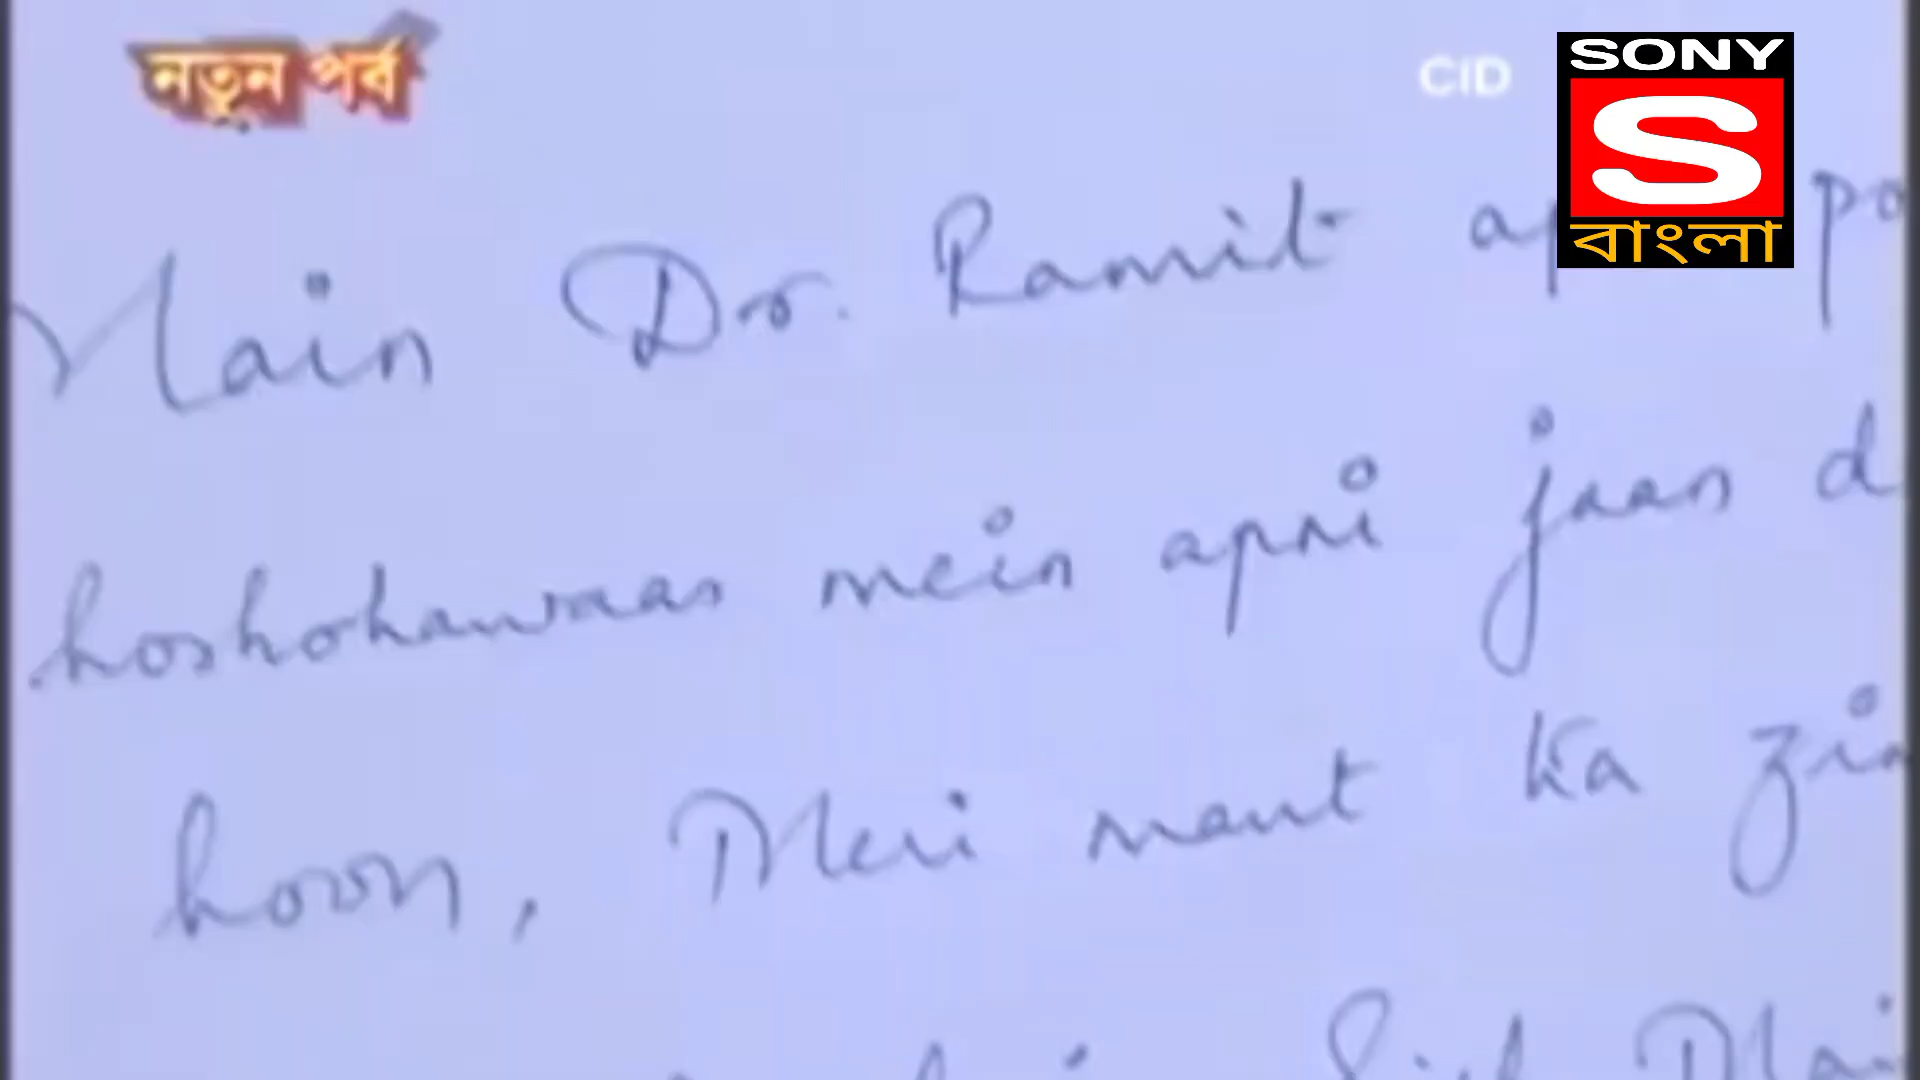 নতুন পর্ব
CID
SONY
S
বাংলা
Main Dr. Ramit
hoshohawaas mein apni jaan
hoon, Meri maut ka